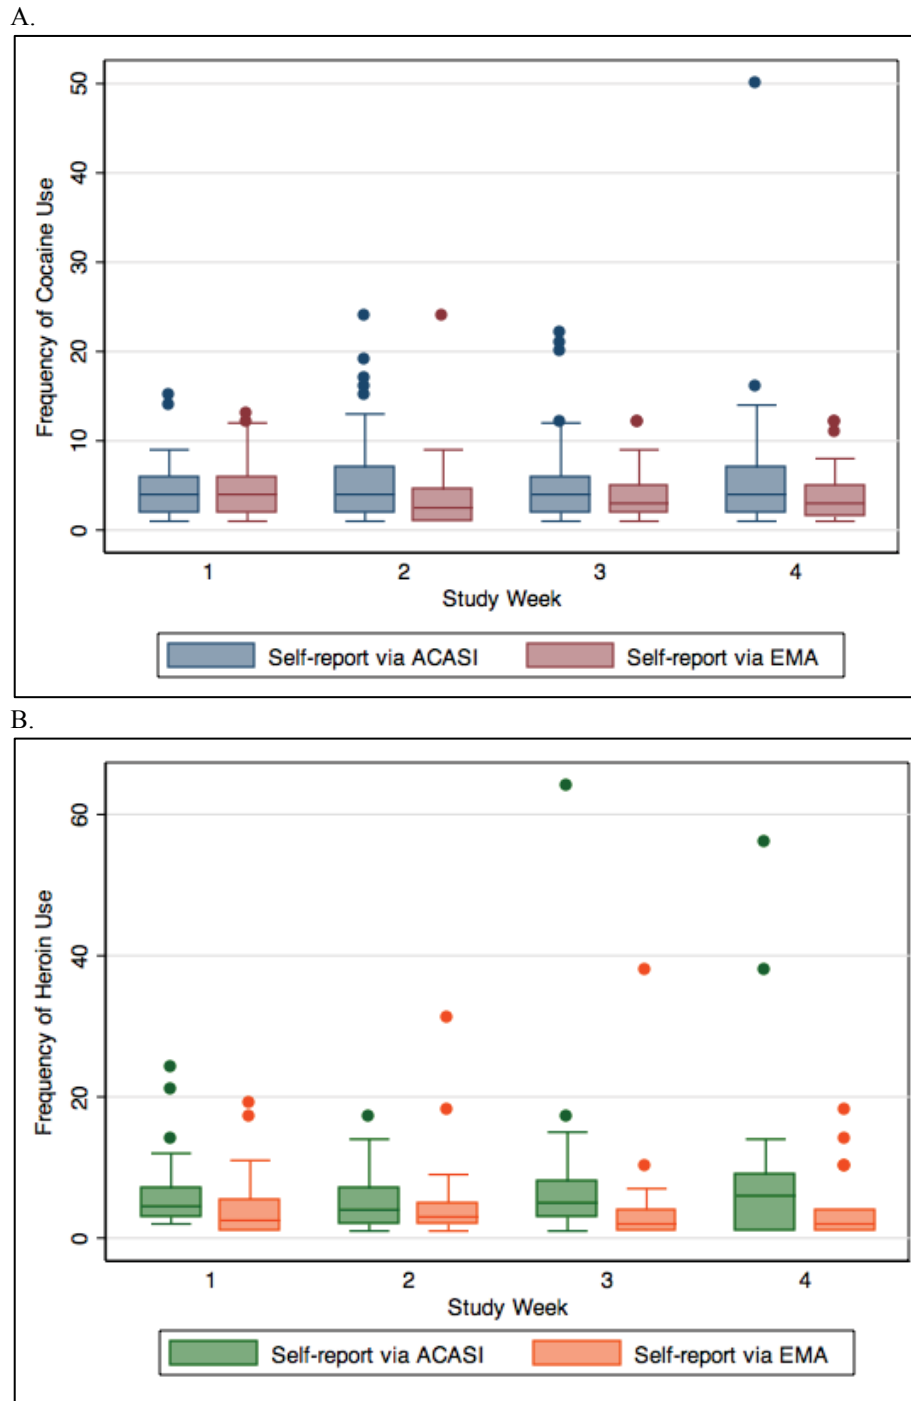 A.
Frequency of Cocaine Use
50
40
30
20
10
0
1 2 3 4
Study Week
Self-report via ACASI Self-report via EMA
B.
Frequency of Heroin Use
60
40
20
0
1 2 3 4
Study Week
Self-report via ACASI Self-report via EMA